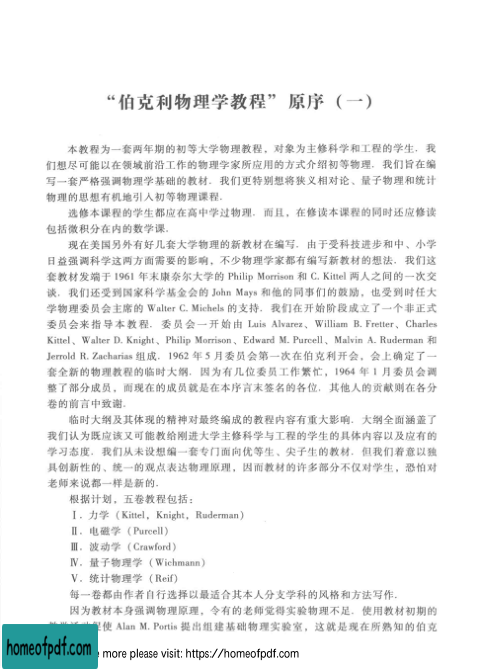 “伯克利物理学教程”原序（一）
本教程为一套两年期的初等大学物理教程，对象为主修科学和工程的学生．我
们想尽可能以在领域前沿工作的物理学家所应用的方式介绍初等物理．我们旨在编
写一套严格强调物理学基础的教材．我们更特别想将狭义相对论、量子物理和统计
物理的思想有机地引入初等物理课程．
选修本课程的学生都应在高中学过物理．而且，在修读本课程的同时还应修读
包括微积分在内的数学课．
现在美国另外有好几套大学物理的新教材在编写．由于受科技进步和中、小学
日益强调科学这两方面需要的影响，不少物理学家都有编写新教材的想法．我们这
套教材发端于 1961 年末康奈尔大学的 Philip Morrison 和 C. Kittel 两人之间的一次交
谈．我们还受到国家科学基金会的 John Mays 和他的同事们的鼓励，也受到时任大
学物理委员会主席的 Walter C. Michels 的支持．我们在开始阶段成立了一个非正式
委员会来指导本教程．委员会一开始由 Luis Alvarez、William B. Fretter、Charles
Kittel、Walter D. Knight、Philip Morrison、Edward M. Purcell、Malvin A. Ruderman 和
Jerrold R. Zacharias 组成．1962 年 5 月委员会第一次在伯克利开会，会上确定了一
套全新的物理教程的临时大纲．因为有几位委员工作繁忙，1964 年 1 月委员会调
整了部分成员，而现在的成员就是在本序言末签名的各位．其他人的贡献则在各分
卷的前言中致谢．
临时大纲及其体现的精神对最终编成的教程内容有重大影响．大纲全面涵盖了
我们认为既应该又可能教给刚进大学主修科学与工程的学生的具体内容以及应有的
学习态度．我们从未设想编一套专门面向优等生、尖子生的教材．但我们着意以独
具创新性的、统一的观点表达物理原理，因而教材的许多部分不仅对学生，恐怕对
老师来说都一样是新的．
根据计划，五卷教程包括：
Ⅰ．力学（Kittel，Knight，Ruderman）
Ⅱ．电磁学（Purcell）
Ⅲ．波动学（Crawford）
Ⅳ．量子物理学（Wichmann）
Ⅴ．统计物理学（Reif）
每一卷都由作者自行选择以最适合其本人分支学科的风格和方法写作．
因为教材本身强调物理原理，令有的老师觉得实验物理不足．使用教材初期的
使 Alan M. Portis 提出组建基础物理实验室，这就是现在所熟知的伯克
homeofpdf.com
e more please visit: https://homeofpdf.com